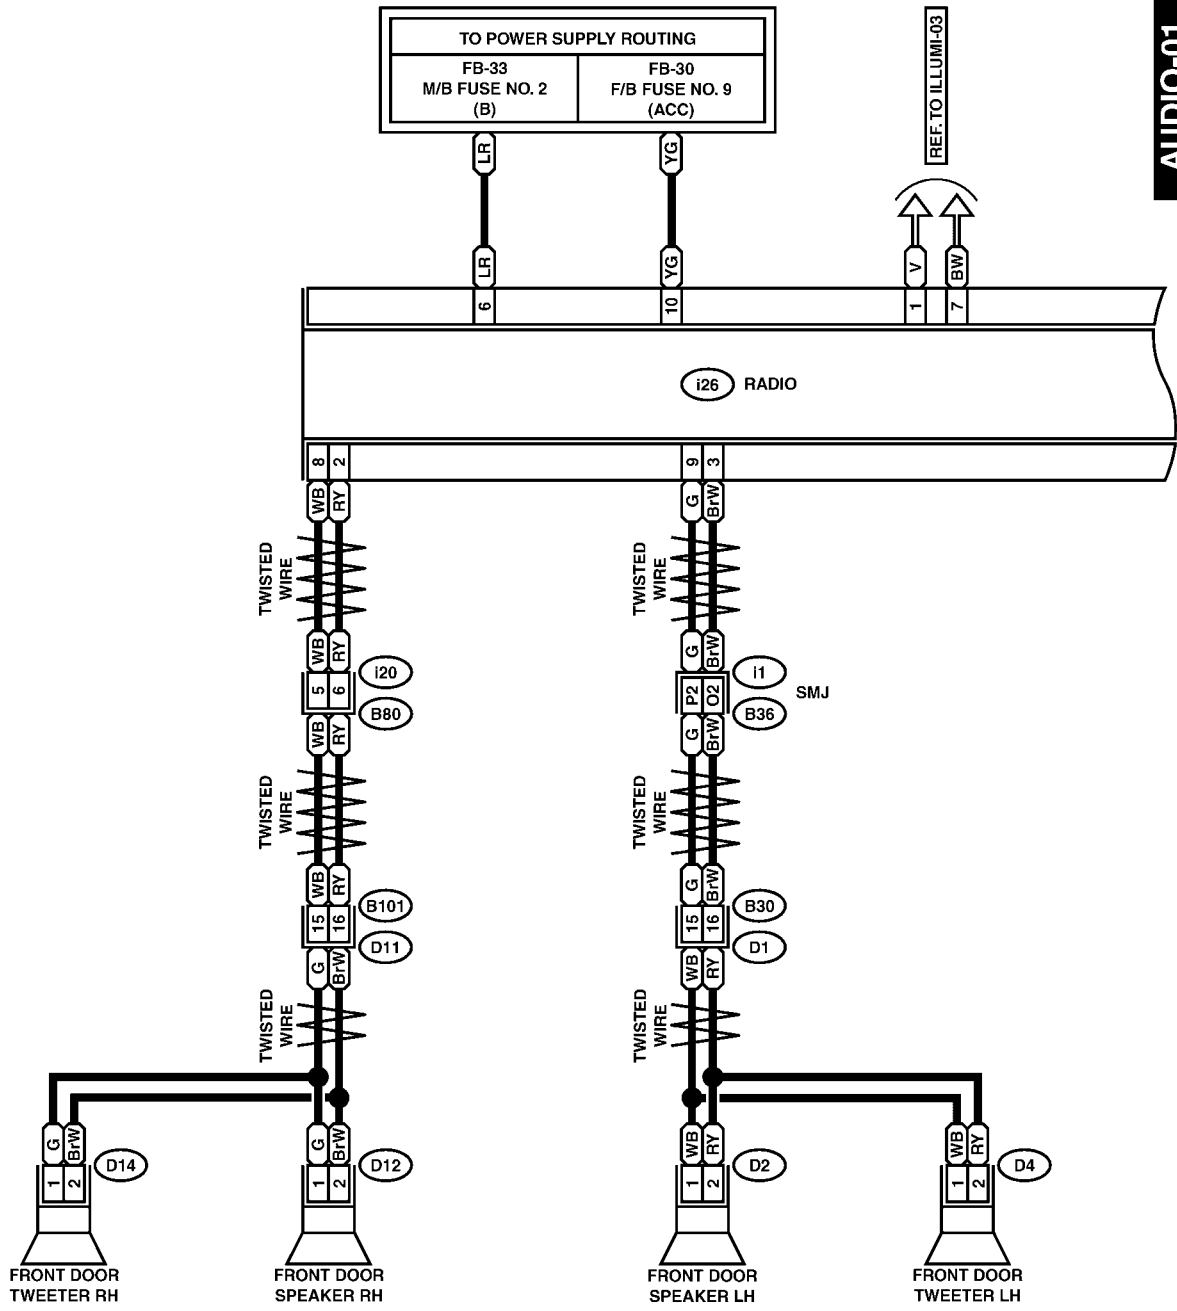 AUDIO-01
TO POWER SUPPLY ROUTING
FB-33
M/B FUSE NO. 2
(B)
FB-30
F/B FUSE NO. 9
(ACC)
REF. TO ILLUMI-03
LR
YG
LR
YG
V
BW
6
10
1
7
i26
RADIO
8
2
9
3
WB
RY
G
BrW
TWISTED
WIRE
TWISTED
WIRE
WB
RY
G
BrW
5
6
i20
B80
P2
O2
i1
B36
SMJ
WB
RY
G
BrW
TWISTED
WIRE
TWISTED
WIRE
WB
RY
G
BrW
15
16
B101
D11
15
16
B30
D1
G
BrW
WB
RY
TWISTED
WIRE
TWISTED
WIRE
G
BrW
G
BrW
WB
RY
WB
RY
1
2
D14
1
2
D12
1
2
D2
1
2
D4
FRONT DOOR
TWEETER RH
FRONT DOOR
SPEAKER RH
FRONT DOOR
SPEAKER LH
FRONT DOOR
TWEETER LH